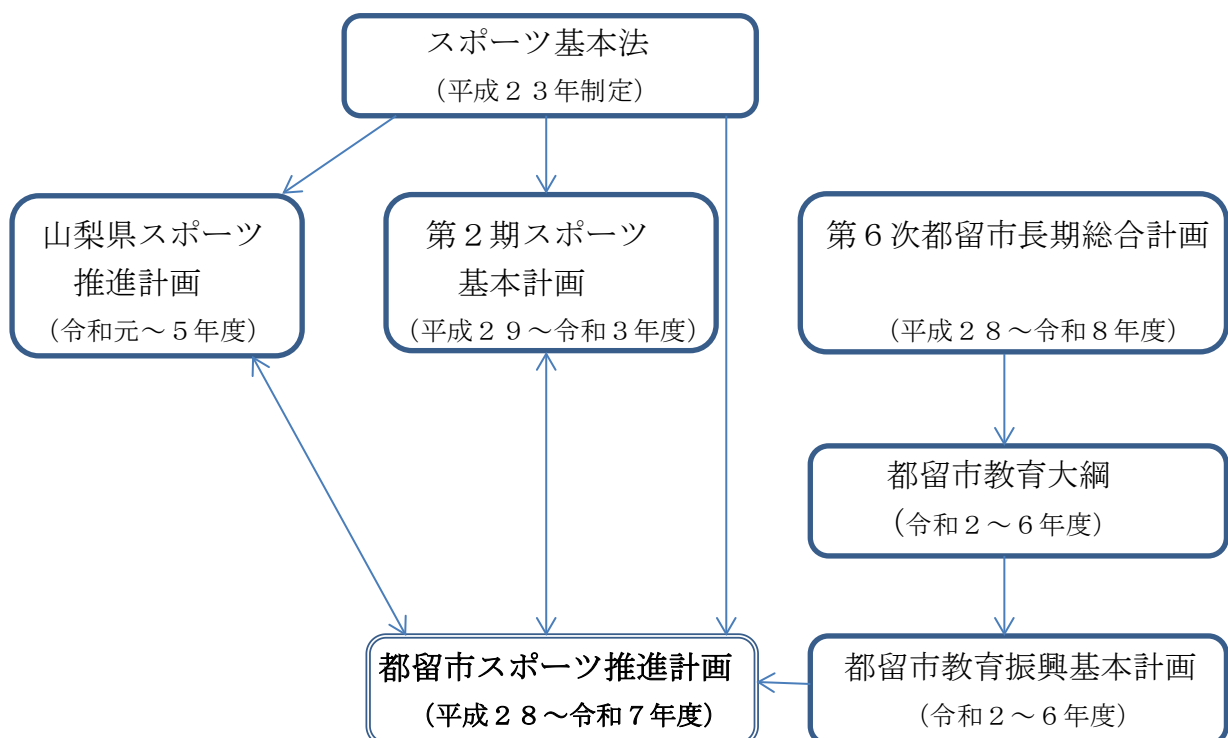 スポーツ基本法
（平成２３年制定）
山梨県スポーツ
推進計画
（令和元～５年度）
第２期スポーツ
基本計画
（平成２９～令和３年度）
第６次都留市長期総合計画
（平成２８～令和８年度）
都留市教育大綱
（令和２～６年度）
都留市スポーツ推進計画
（平成２８～令和７年度）
都留市教育振興基本計画
（令和２～６年度）